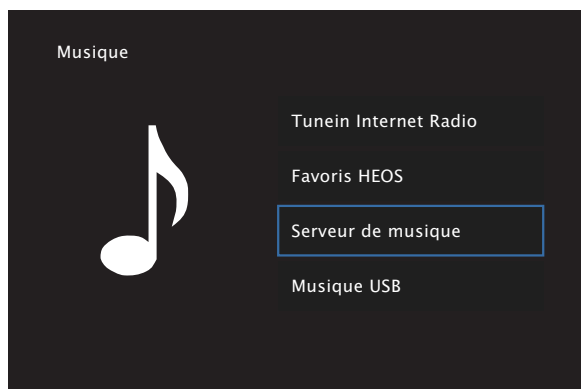 Musique
Tunein Internet Radio
Favoris HEOS
Serveur de musique
Musique USB